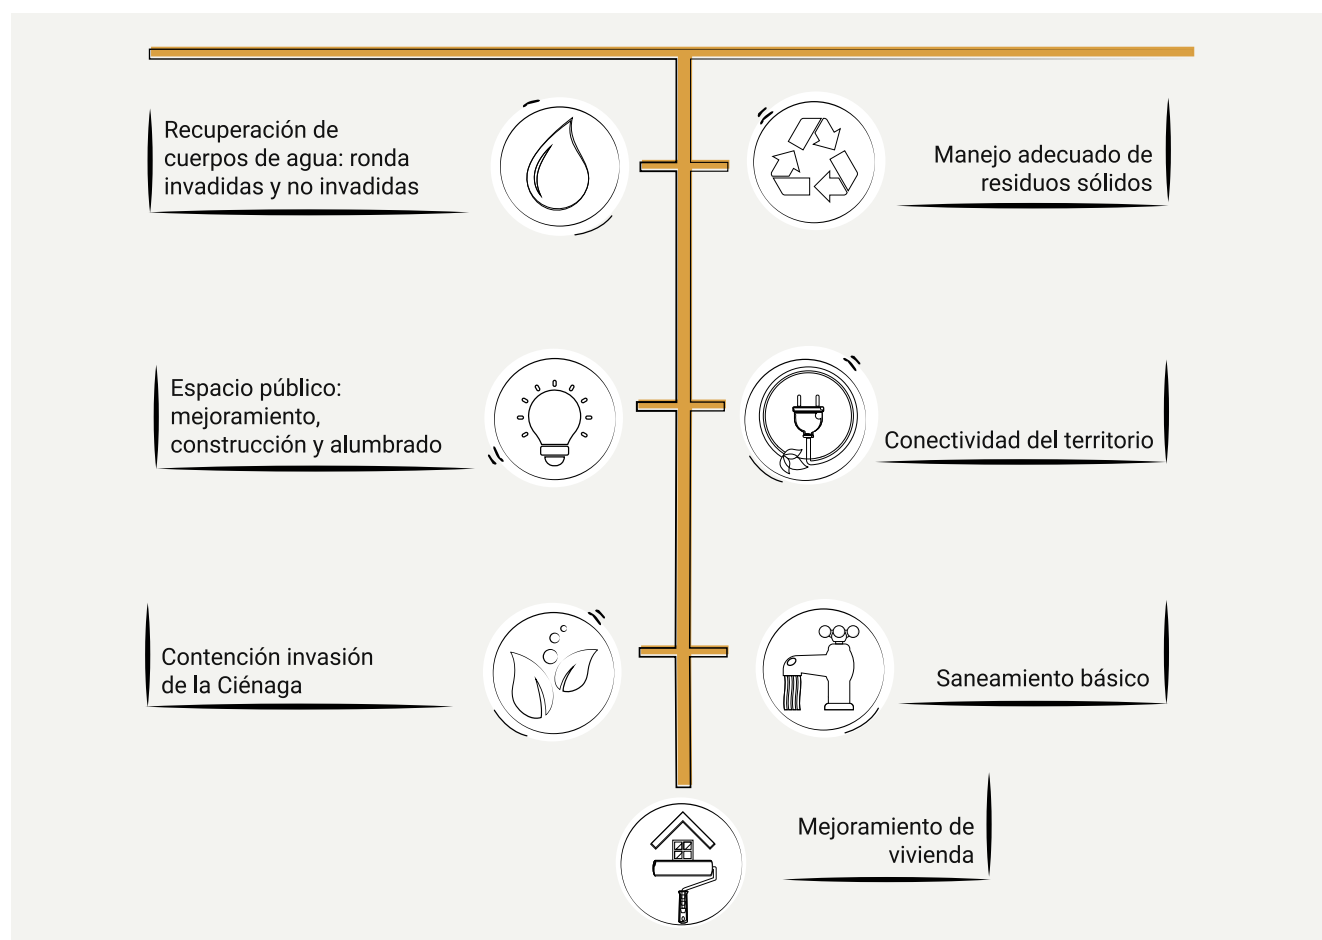 Recuperación de
cuerpos de agua: ronda
invadidas y no invadidas
Manejo adecuado de
residuos sólidos
Espacio público:
mejoramiento,
construcción y alumbrado
Conectividad del territorio
Contención invasión
de la Ciénaga
Saneamiento básico
Mejoramiento de
vivienda